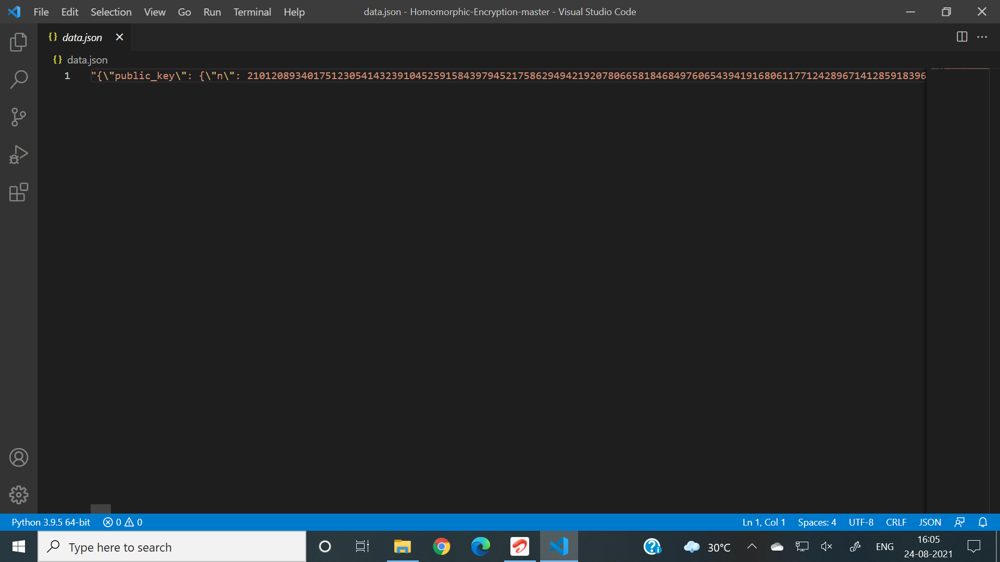 File Edit Selection View Go Run Terminal Help data.json - Homomorphic-Encryption-master - Visual Studio Code
{} data.json
{} data.json
1 "{\"public_key\": {\"n\": 21012089340175123054143239104525915843979452175862949421920780665818468497606543941916806117712428967141285918396
Python 3.9.5 64-bit 0 0 Ln 1, Col 1 Spaces: 4 UTF-8 CRLF JSON
Type here to search 30°C ENG 16:05
24-08-2021